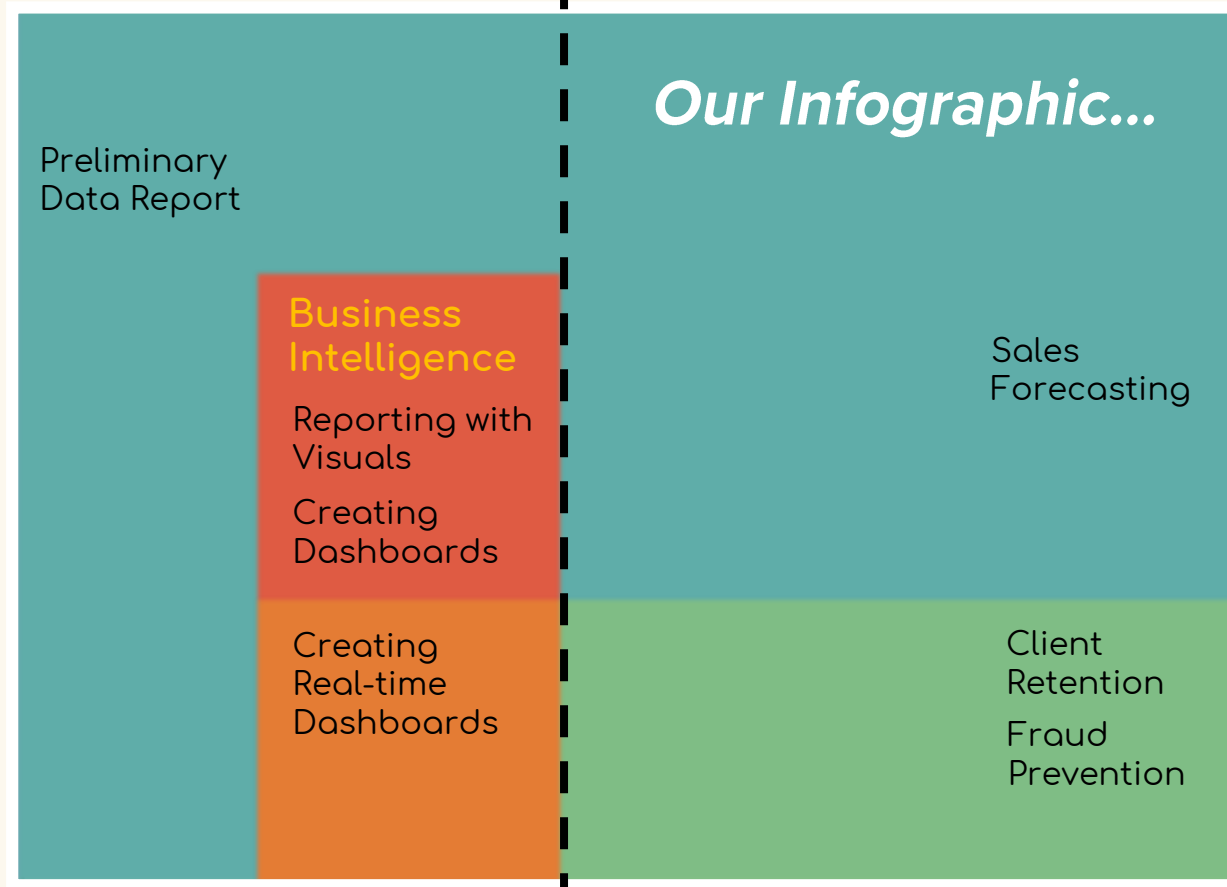 Our Infographic...
Preliminary
Data Report
Business
Intelligence
Reporting with
Visuals
Creating
Dashboards
Creating
Real-time
Dashboards
Sales
Forecasting
Client
Retention
Fraud
Prevention